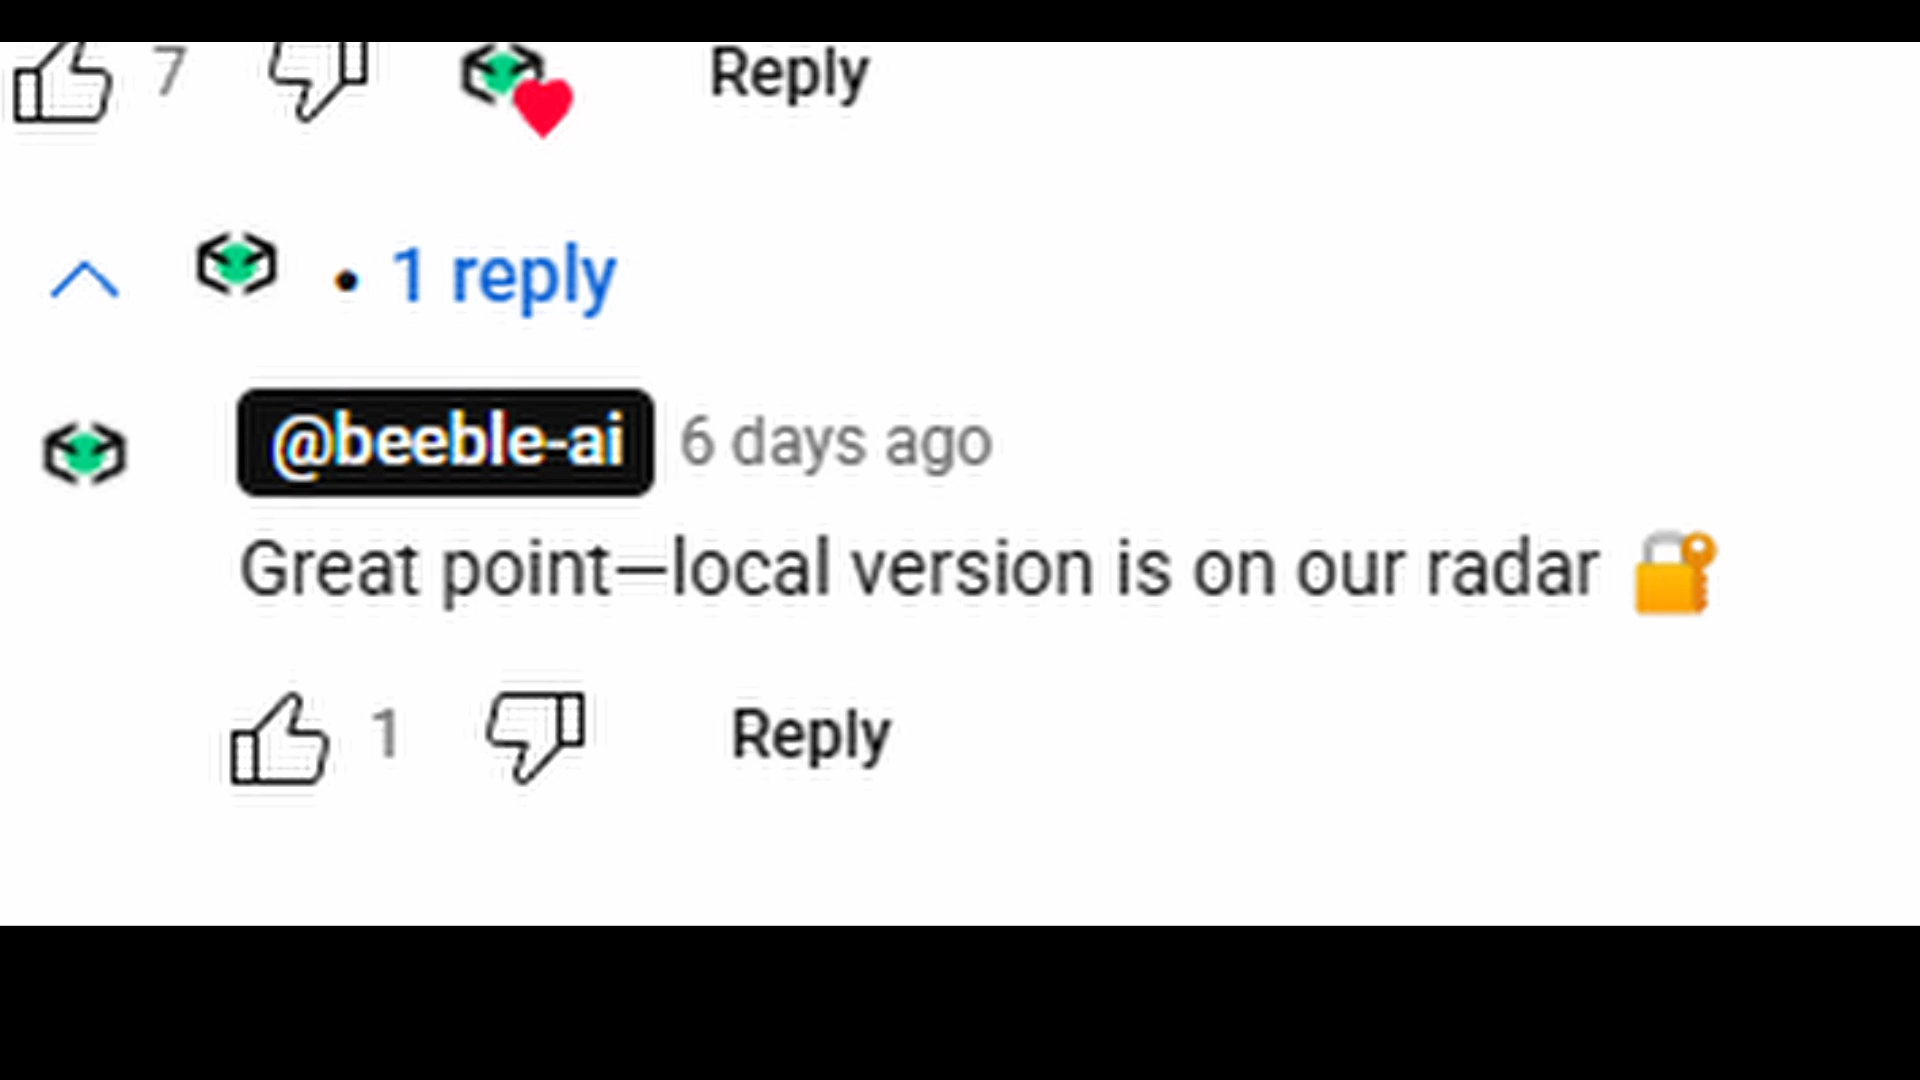 7 Reply
• 1 reply
@beeble-ai 6 days ago
Great point—local version is on our radar 🔐
1 Reply